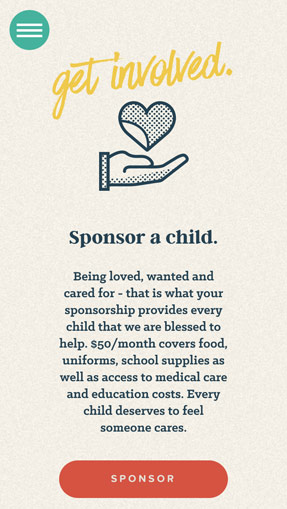 get involved.
Sponsor a child.
Being loved, wanted and
cared for - that is what your
sponsorship provides every
child that we are blessed to
help. $50/month covers food,
uniforms, school supplies as
well as access to medical care
and education costs. Every
child deserves to feel
someone cares.
SPONSOR